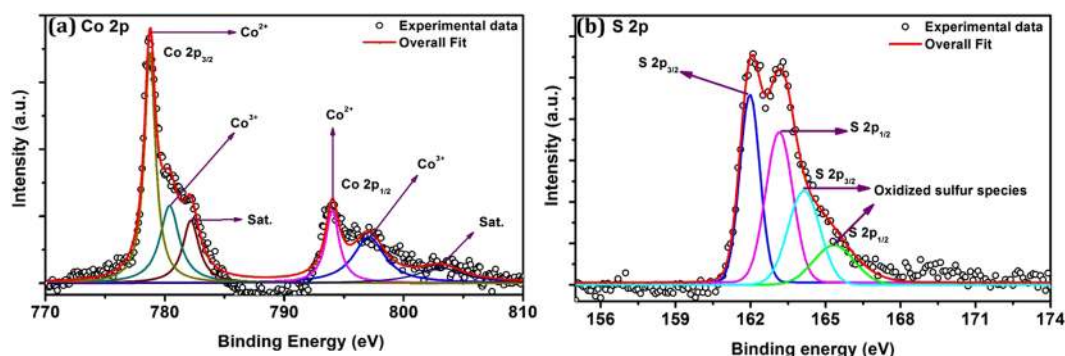 (a) Co 2p
Co²⁺
Experimental data
Overall Fit
Co 2p₃/₂
Co³⁺
Sat.
Co²⁺
Co 2p₁/₂
Co³⁺
Sat.
Intensity (a.u.)
770 780 790 800 810
Binding Energy (eV)
(b) S 2p
Experimental data
Overall Fit
S 2p₃/₂
S 2p₁/₂
S 2p₃/₂
Oxidized sulfur species
S 2p₁/₂
Intensity (a.u.)
156 159 162 165 168 171 174
Binding energy (eV)